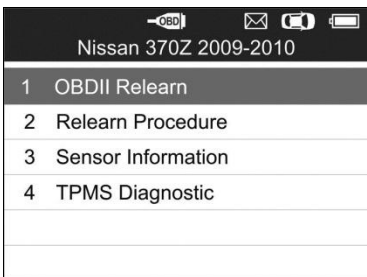 OBD
Nissan 370Z 2009-2010
1 OBDII Relearn
2 Relearn Procedure
3 Sensor Information
4 TPMS Diagnostic